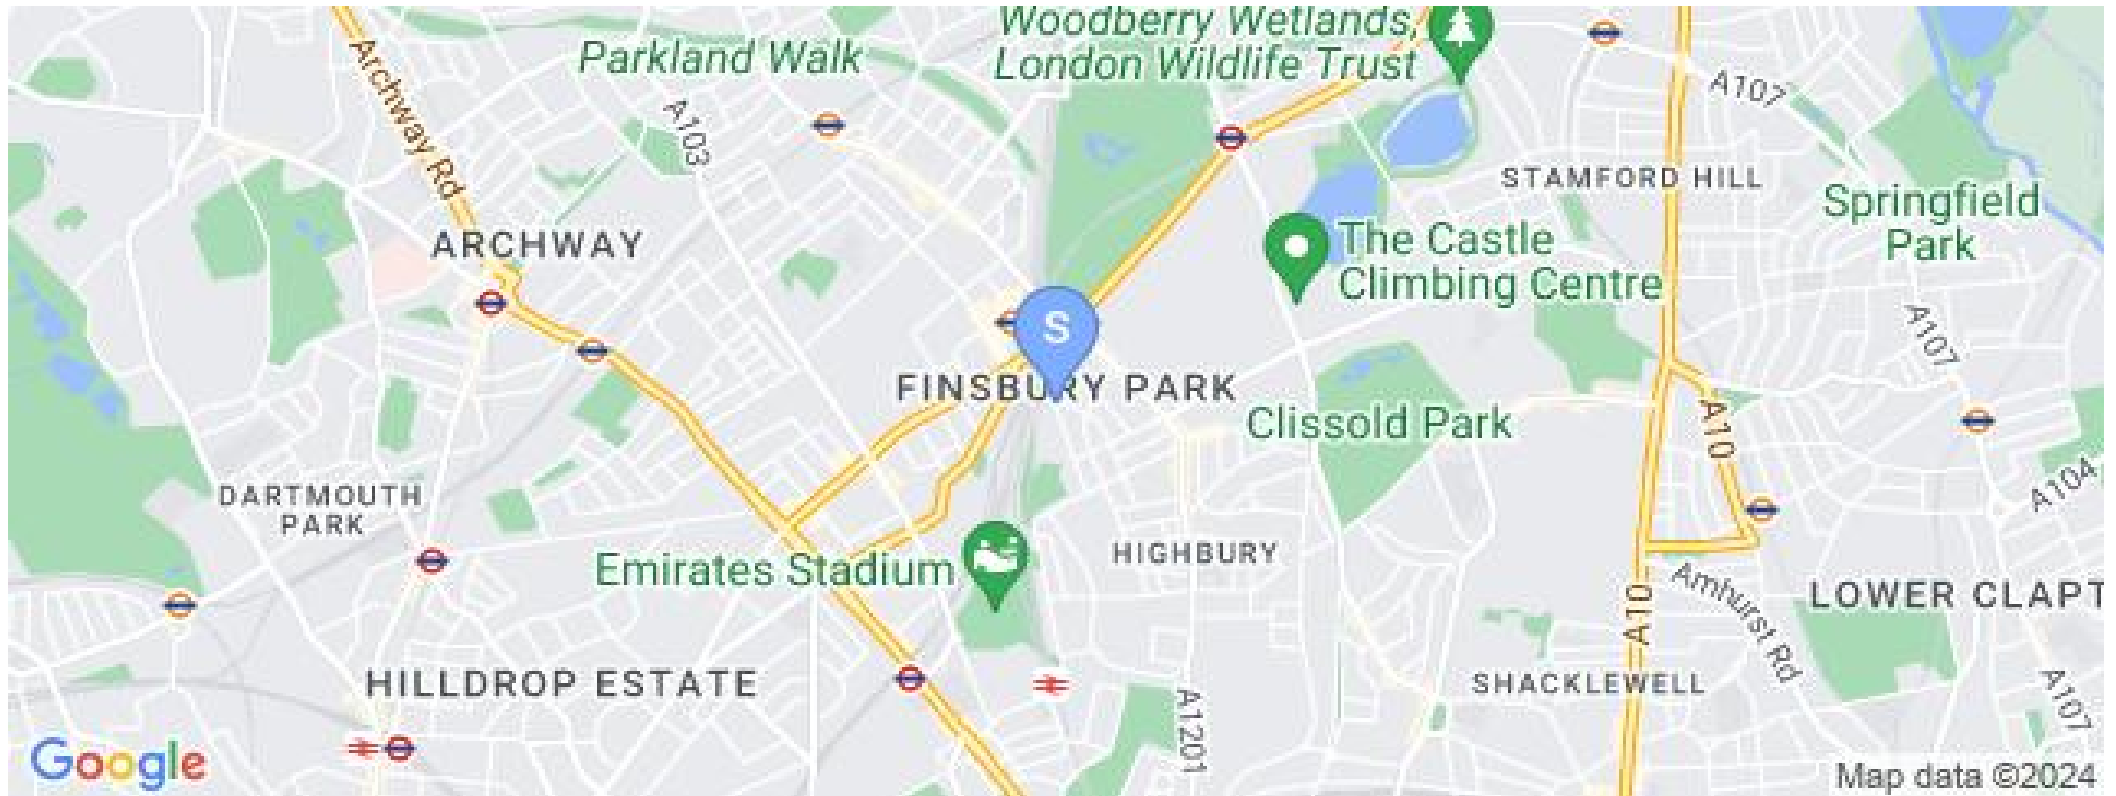 Woodberry Wetlands,
London Wildlife Trust
Parkland Walk
Archway Rd
A103
A107
STAMFORD HILL
Springfield
Park
ARCHWAY
The Castle
Climbing Centre
S
FINSBURY PARK
A107
Clissold Park
A10
A104
DARTMOUTH
PARK
HIGHBURY
Emirates Stadium
LOWER CLAPT
A10
Amhurst Rd
HILLDROP ESTATE
SHACKLEWELL
A1201
A107
Google
Map data ©2024